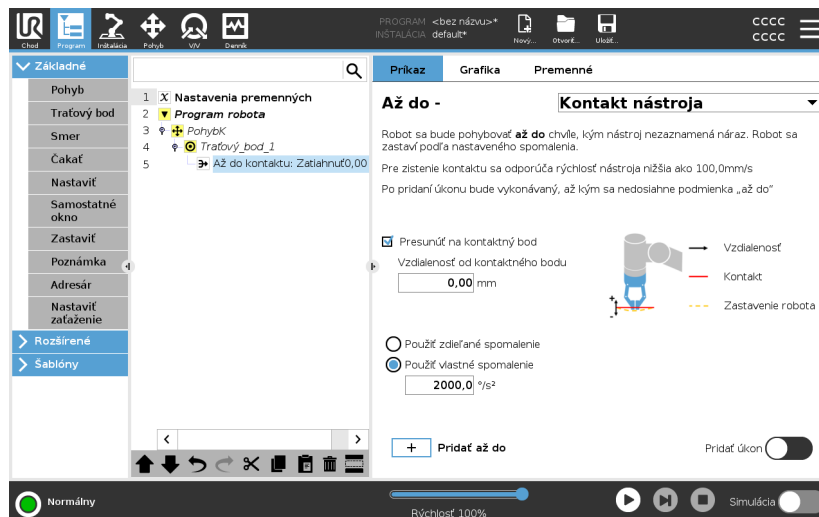 PROGRAM <bez názvu>*
INŠTALÁCIA default*
UR
Chod
Program
Inštalácia
Pohyb
V/V
Denník
Nový...
Otvoriť...
Uložiť...
cccc
cccc
Základné
Pohyb
Traťový bod
Smer
Čakať
Nastaviť
Samostatné
okno
Zastaviť
Poznámka
Adresár
Nastaviť
zaťaženie
Rozšírené
Šablóny
1 X Nastavenia premenných
2 Program robota
3 PohybK
4 Traťový_bod_1
5 Až do kontaktu: Zatiahnuť0,00
Príkaz
Grafika
Premenné
Až do -
Kontakt nástroja
Robot sa bude pohybovať až do chvíle, kým nástroj nezaznamená náraz. Robot sa
zastaví podľa nastaveného spomalenia.
Pre zistenie kontaktu sa odporúča rýchlosť nástroja nižšia ako 100,0mm/s
Po pridaní úkonu bude vykonávaný, až kým sa nedosiahne podmienka „až do"
Presunúť na kontaktný bod
Vzdialenosť od kontaktného bodu
0,00 mm
Vzdialenosť
Kontakt
Zastavenie robota
+
-
Použiť zdieľané spomalenie
Použiť vlastné spomalenie
2000,0 °/s²
+ Pridať až do
Pridať úkon
Normálny
Rýchlosť 100%
Simulácia